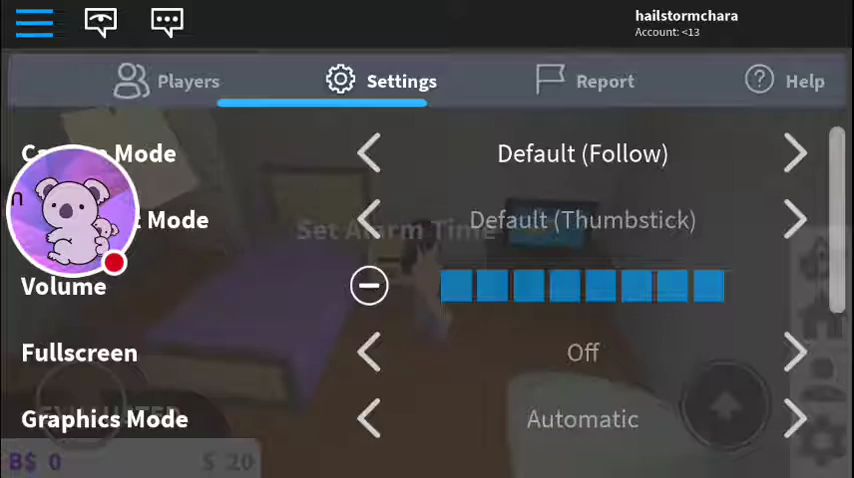 hailstormchara
Account: <13
Players
Settings
Report
Help
Mode
Default (Follow)
Mode
Default (Thumbstick)
Set Alarm Time
Volume
Fullscreen
Off
Graphics Mode
Automatic
B$ 0
$ 20